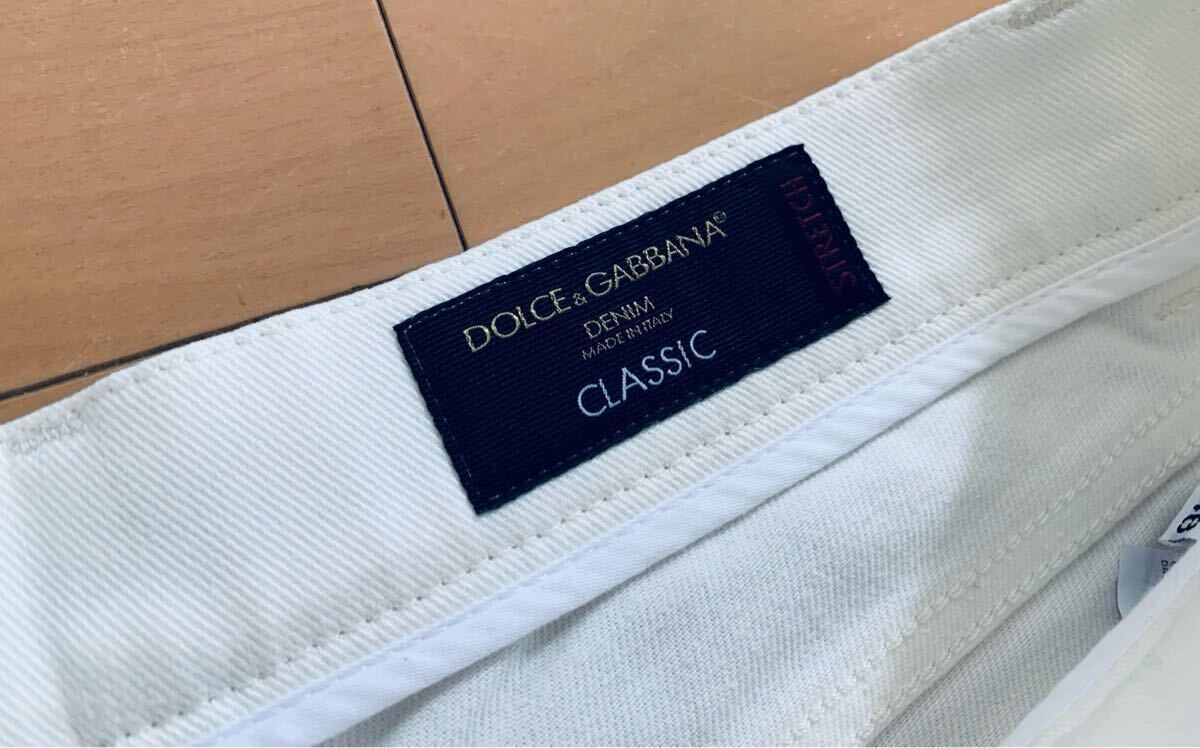 DOLCE & GABBANA®
DENIM
MADE IN ITALY
CLASSIC
STRETCH